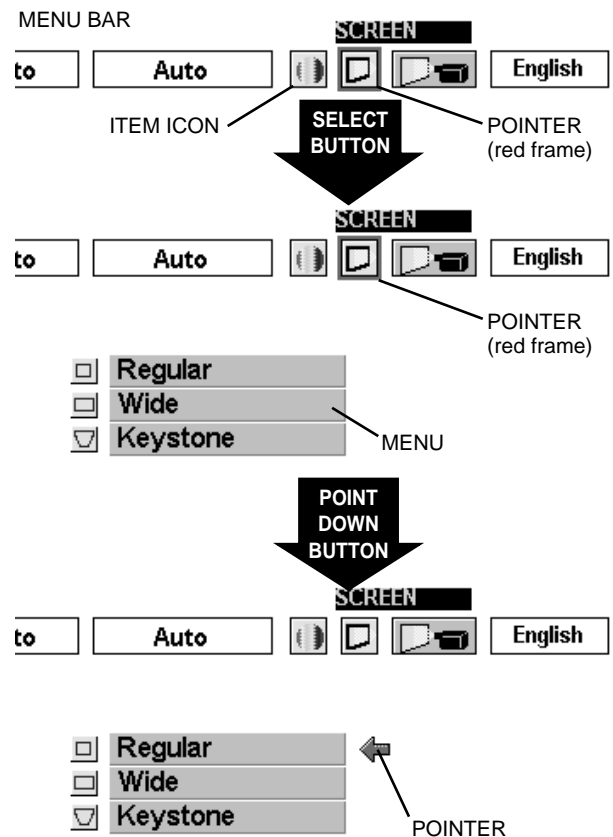 MENU BAR
SCREEN
to Auto English
ITEM ICON
SELECT
BUTTON
POINTER
(red frame)
SCREEN
to Auto English
POINTER
(red frame)
Regular
Wide
Keystone
MENU
POINT
DOWN
BUTTON
SCREEN
to Auto English
Regular
Wide
Keystone
POINTER